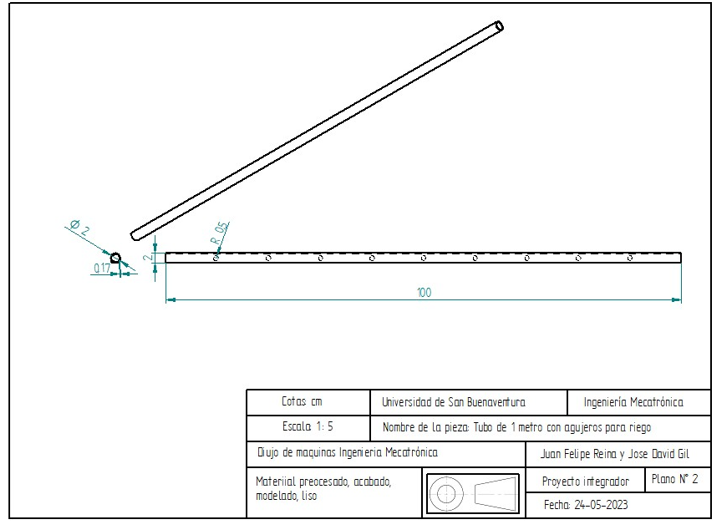 Ø 2
R 0.5
2
0.17
100
Cotas: cm
Universidad de San Buenaventura
Ingeniería Mecatrónica
Escala 1: 5
Nombre de la pieza: Tubo de 1 metro con agujeros para riego
Diujo de maquinas Ingenieria Mecatrónica
Juan Felipe Reina y Jose David Gil
Materiial preocesado, acabado,
modelado, liso
Proyecto integrador
Plano N° 2
Fecha: 24-05-2023